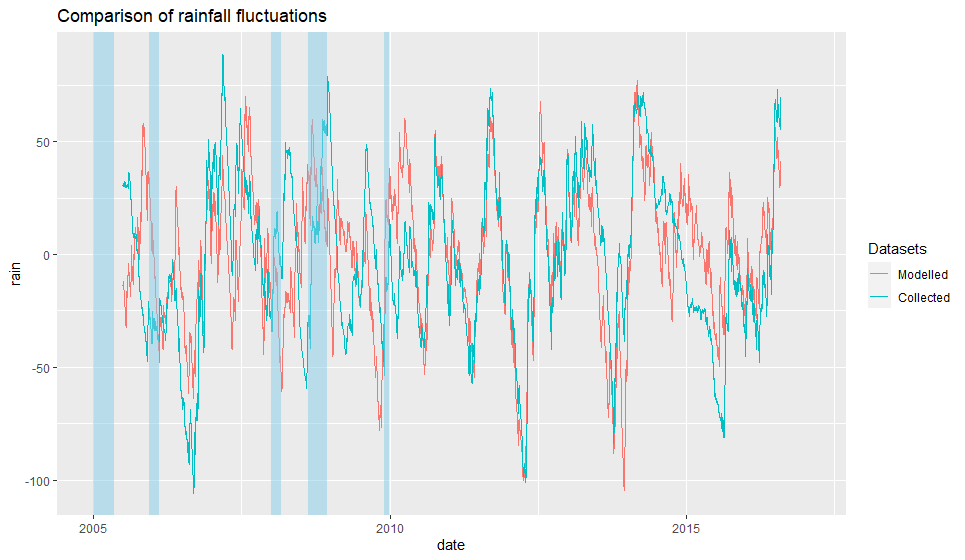 Comparison of rainfall fluctuations
50
0
-50
-100
rain
2005
2010
2015
date
Datasets
Modelled
Collected